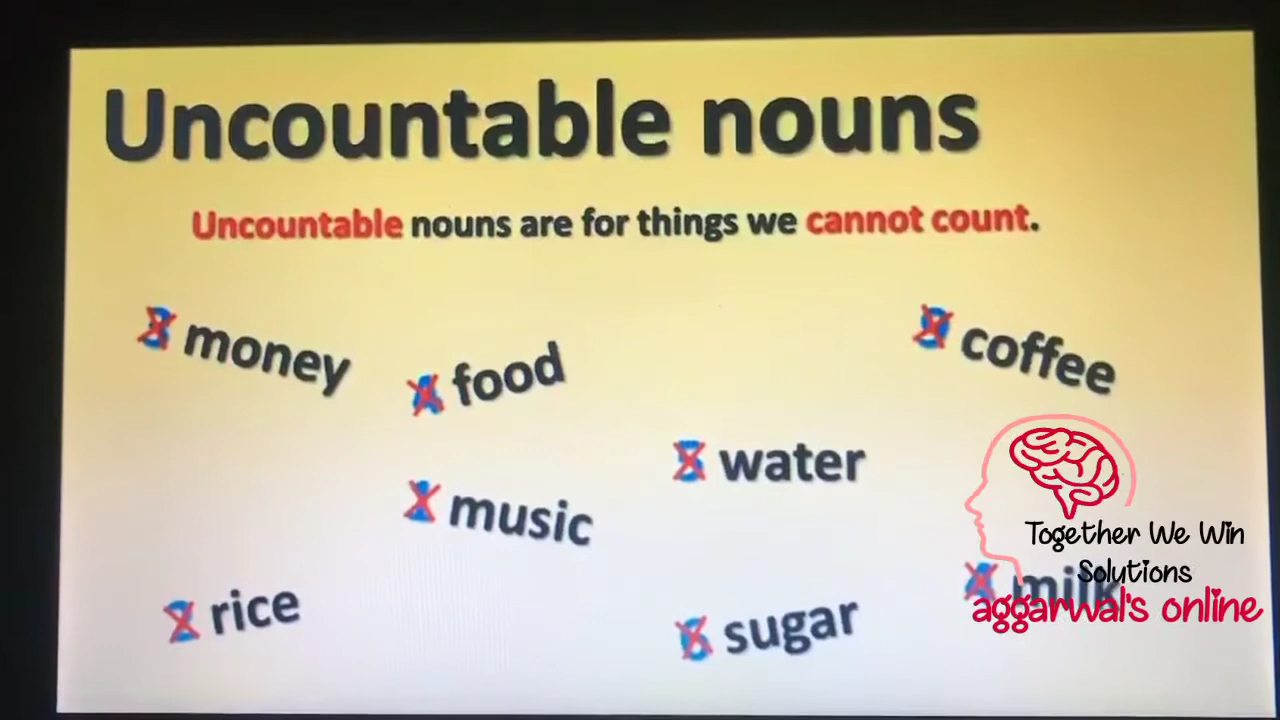 Uncountable nouns
Uncountable nouns are for things we cannot count.
money
food
coffee
water
music
Together We Win
Solutions
milk
aggarwal's online
rice
sugar